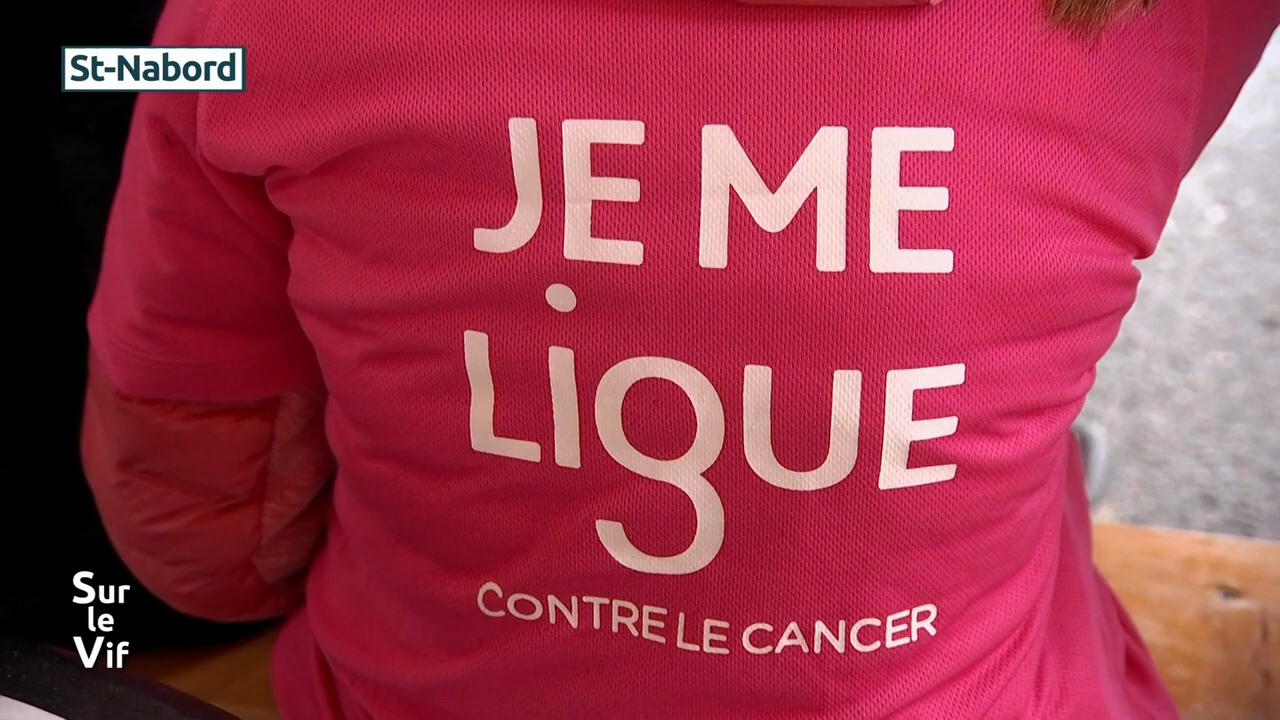 St-Nabord
JE ME
LiGUE
CONTRE LE CANCER
Sur
le
Vif